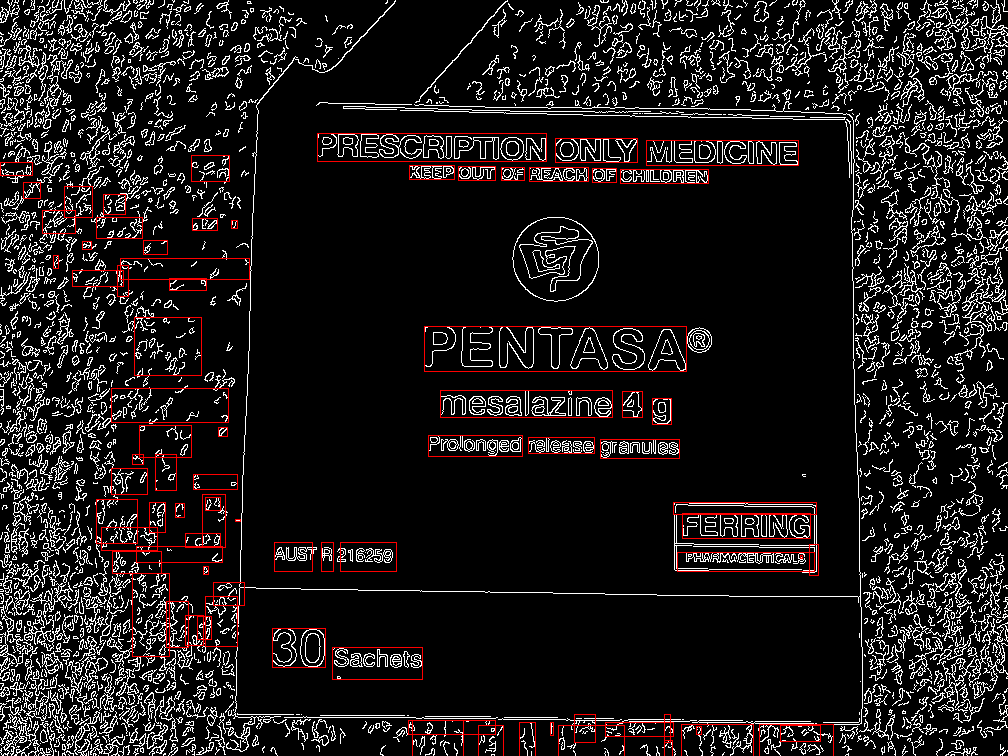 PRESCRIPTION ONLY MEDICINE
KEEP OUT OF REACH OF CHILDREN
PENTASA®
mesalazine 4 g
Prolonged release granules
FERRING
PHARMACEUTICALS
AUST R 216259
30 Sachets